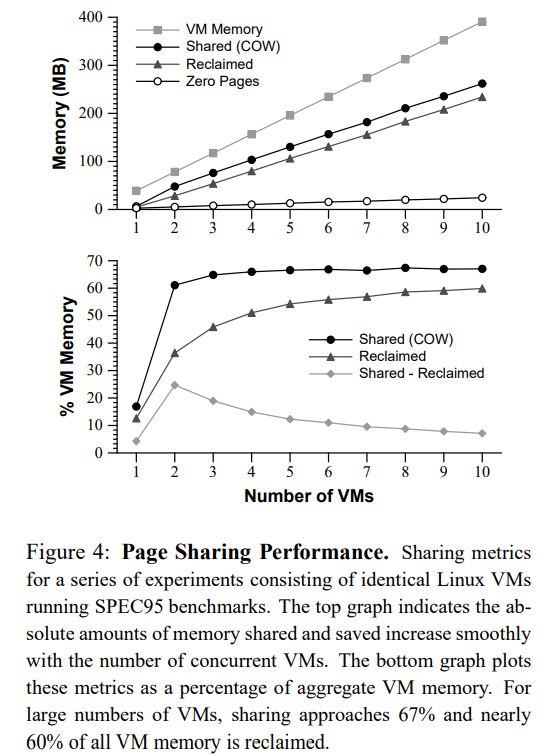 400
300
200
100
0
Memory (MB)
VM Memory
Shared (COW)
Reclaimed
Zero Pages
1 2 3 4 5 6 7 8 9 10
70
60
50
40
30
20
10
0
% VM Memory
Shared (COW)
Reclaimed
Shared - Reclaimed
1 2 3 4 5 6 7 8 9 10
Number of VMs
Figure 4: Page Sharing Performance. Sharing metrics
for a series of experiments consisting of identical Linux VMs
running SPEC95 benchmarks. The top graph indicates the ab-
solute amounts of memory shared and saved increase smoothly
with the number of concurrent VMs. The bottom graph plots
these metrics as a percentage of aggregate VM memory. For
large numbers of VMs, sharing approaches 67% and nearly
60% of all VM memory is reclaimed.